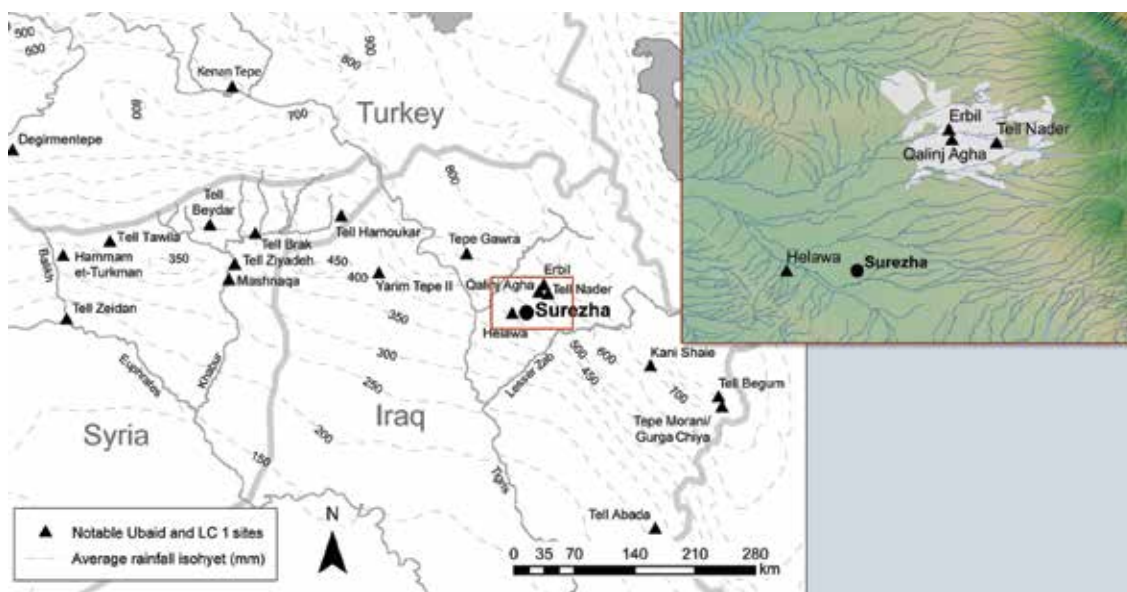 500
600
800
900
800
Kenan Tepe
700
800
Turkey
Degirmentepe
600
Tell
Beydar
Tell Tawila
350
Tell Brak
Tell Hamoukar
450
Tepe Gawra
Hammam
et-Turkman
Balikh
Tell Ziyadeh
Mashnaqa
400
Yarim Tepe II
Erbil
Qalinj Agha
Tell Nader
Tell Zeidan
350
Surezha
Helawa
Euphrates
Khabur
300
250
Lesser Zab
500
600
450
Kani Shaie
700
Tell Begum
Syria
Iraq
200
Tepe Morani/
Gurga Chiya
150
Tigris
Tell Abada
▲ Notable Ubaid and LC 1 sites
Average rainfall isohyet (mm)
N
0 35 70 140 210 280
km
Erbil
Tell Nader
Qalinj Agha
Helawa
Surezha